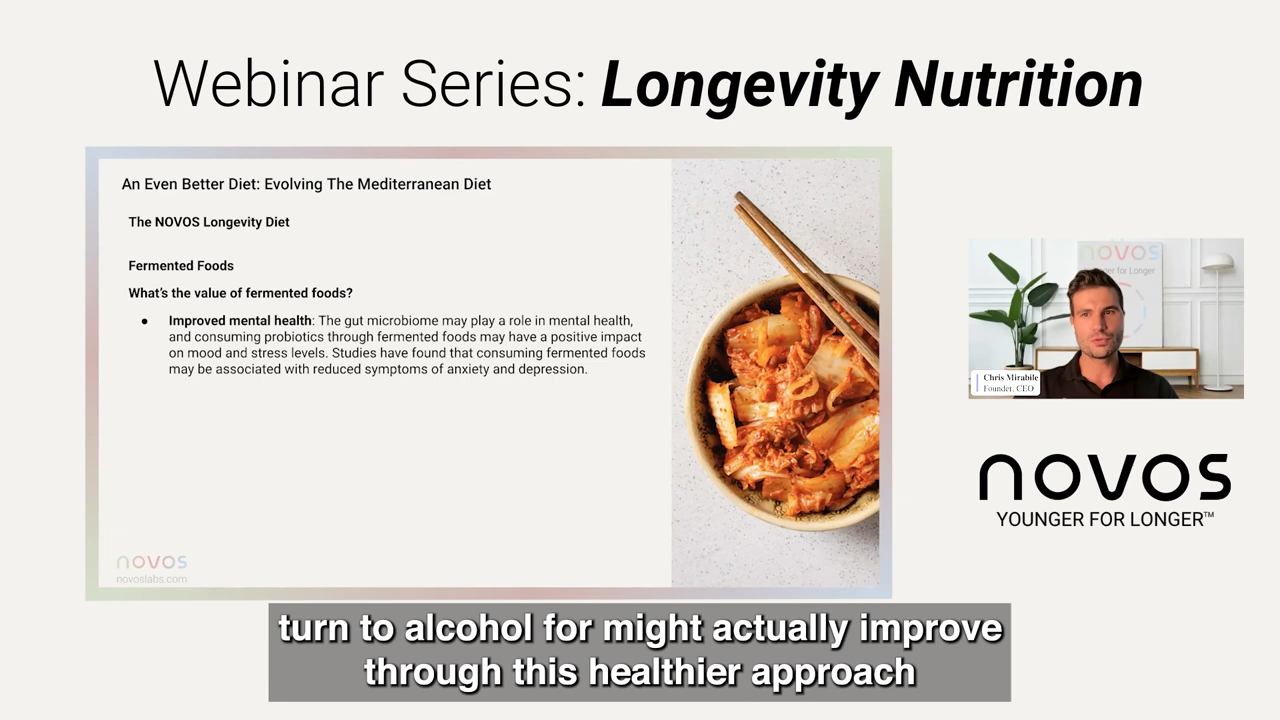 Webinar Series: Longevity Nutrition
An Even Better Diet: Evolving The Mediterranean Diet
The NOVOS Longevity Diet
Fermented Foods
What's the value of fermented foods?
● Improved mental health: The gut microbiome may play a role in mental health,
and consuming probiotics through fermented foods may have a positive impact
on mood and stress levels. Studies have found that consuming fermented foods
may be associated with reduced symptoms of anxiety and depression.
novos
novoslabs.com
novos
ger for Longer
Chris Mirabile
Founder, CEO
novos
YOUNGER FOR LONGER™
turn to alcohol for might actually improve
through this healthier approach